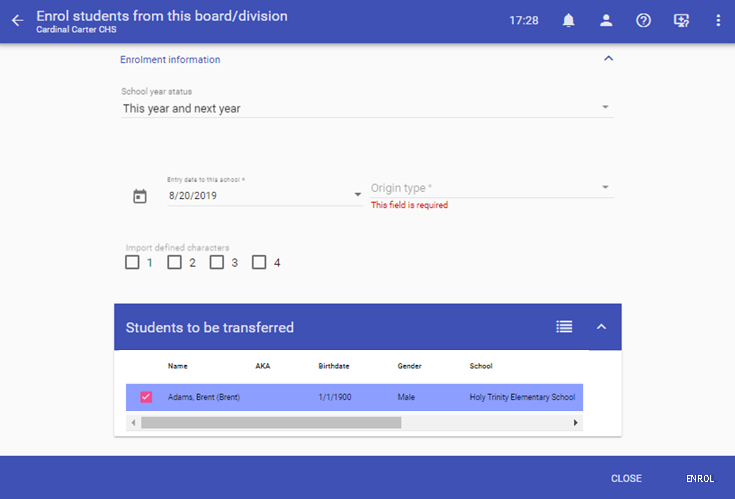 Enrol students from this board/division
Cardinal Carter CHS
17:28
Enrolment information
School year status
This year and next year
Entry date to this school *
8/20/2019
Origin type *
This field is required
Import defined characters
1 2 3 4
Students to be transferred
Name AKA Birthdate Gender School
Adams, Brent (Brent) 1/1/1900 Male Holy Trinity Elementary School
CLOSE ENROL